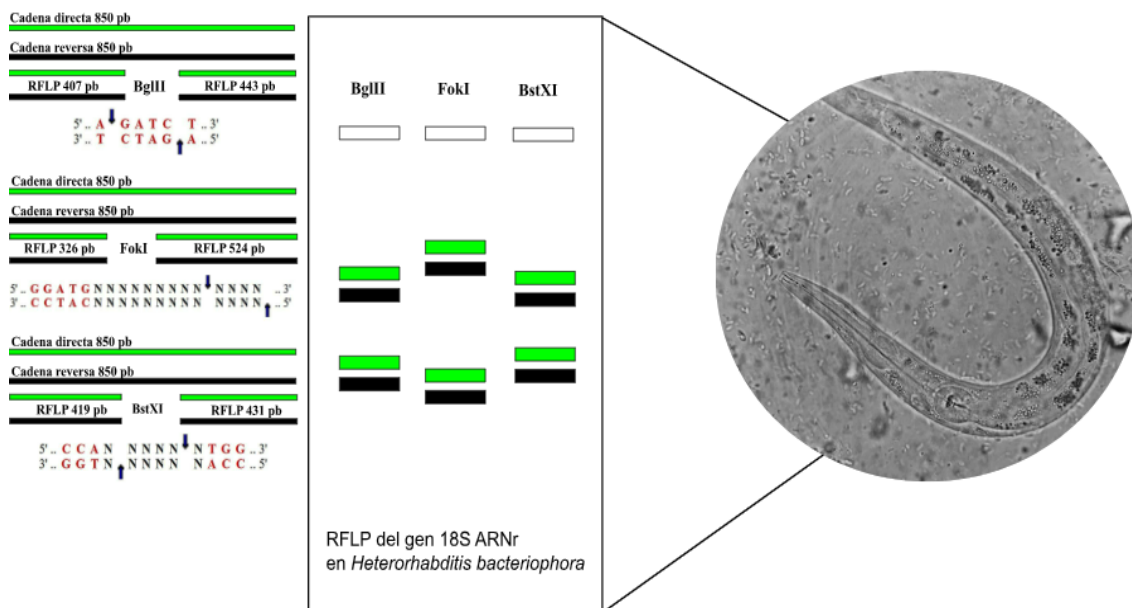 Cadena directa 850 pb
Cadena reversa 850 pb
RFLP 407 pb BglII RFLP 443 pb
5' .. A GATC T .. 3'
3' .. T CTAG A .. 5'
Cadena directa 850 pb
Cadena reversa 850 pb
RFLP 326 pb FokI RFLP 524 pb
5' .. GGATGNNNNNNNNN NNNN .. 3'
3' .. CCTACNNNNNNNNN NNNN .. 5'
Cadena directa 850 pb
Cadena reversa 850 pb
RFLP 419 pb BstXI RFLP 431 pb
5' .. CCAN NNNN NTGG .. 3'
3' .. GGTN NNNN NACC .. 5'
BglII FokI BstXI
RFLP del gen 18S ARNr
en Heterorhabditis bacteriophora